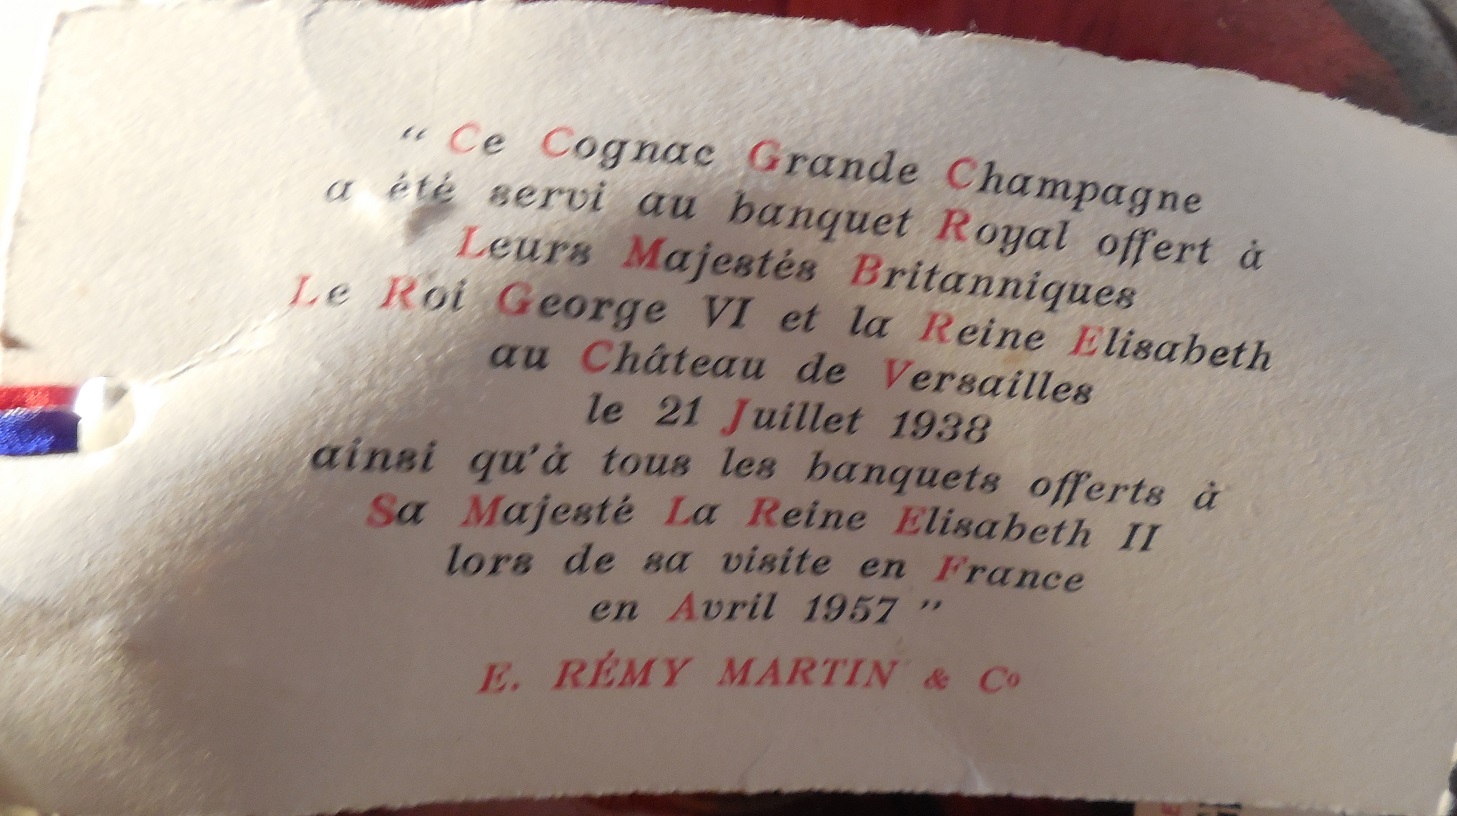 “ Ce Cognac Grande Champagne
a été servi au banquet Royal offert à
Leurs Majestés Britanniques
Le Roi George VI et la Reine Elisabeth
au Château de Versailles
le 21 Juillet 1938
ainsi qu’à tous les banquets offerts à
Sa Majesté La Reine Elisabeth II
lors de sa visite en France
en Avril 1957 ”
E. RÉMY MARTIN & Cº